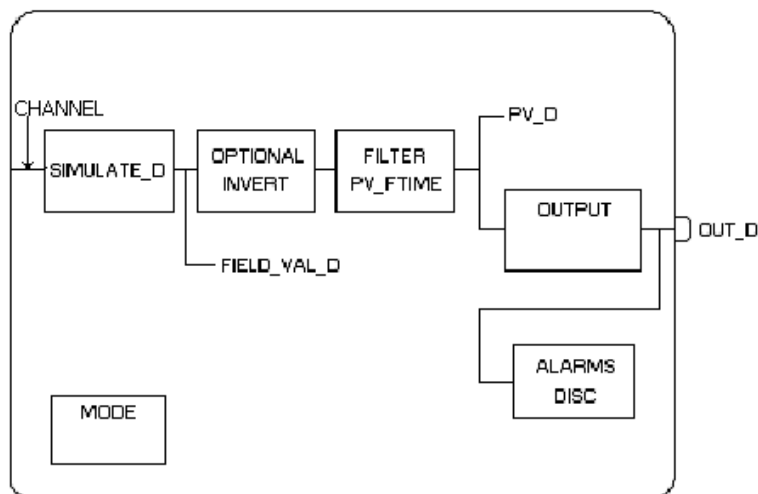 CHANNEL
SIMULATE_D
OPTIONAL
INVERT
FILTER
PV_FTIME
PV_D
OUTPUT
OUT_D
FIELD_VAL_D
ALARMS
DISC
MODE